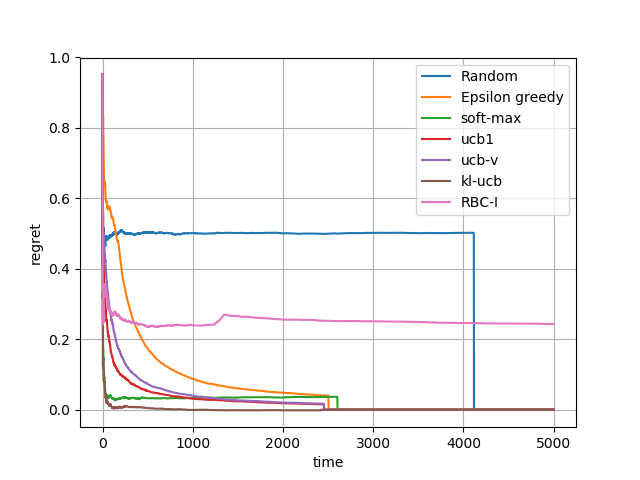 1.0
0.8
0.6
0.4
0.2
0.0
regret
0
1000
2000
3000
4000
5000
time
Random
Epsilon greedy
soft-max
ucb1
ucb-v
kl-ucb
RBC-I